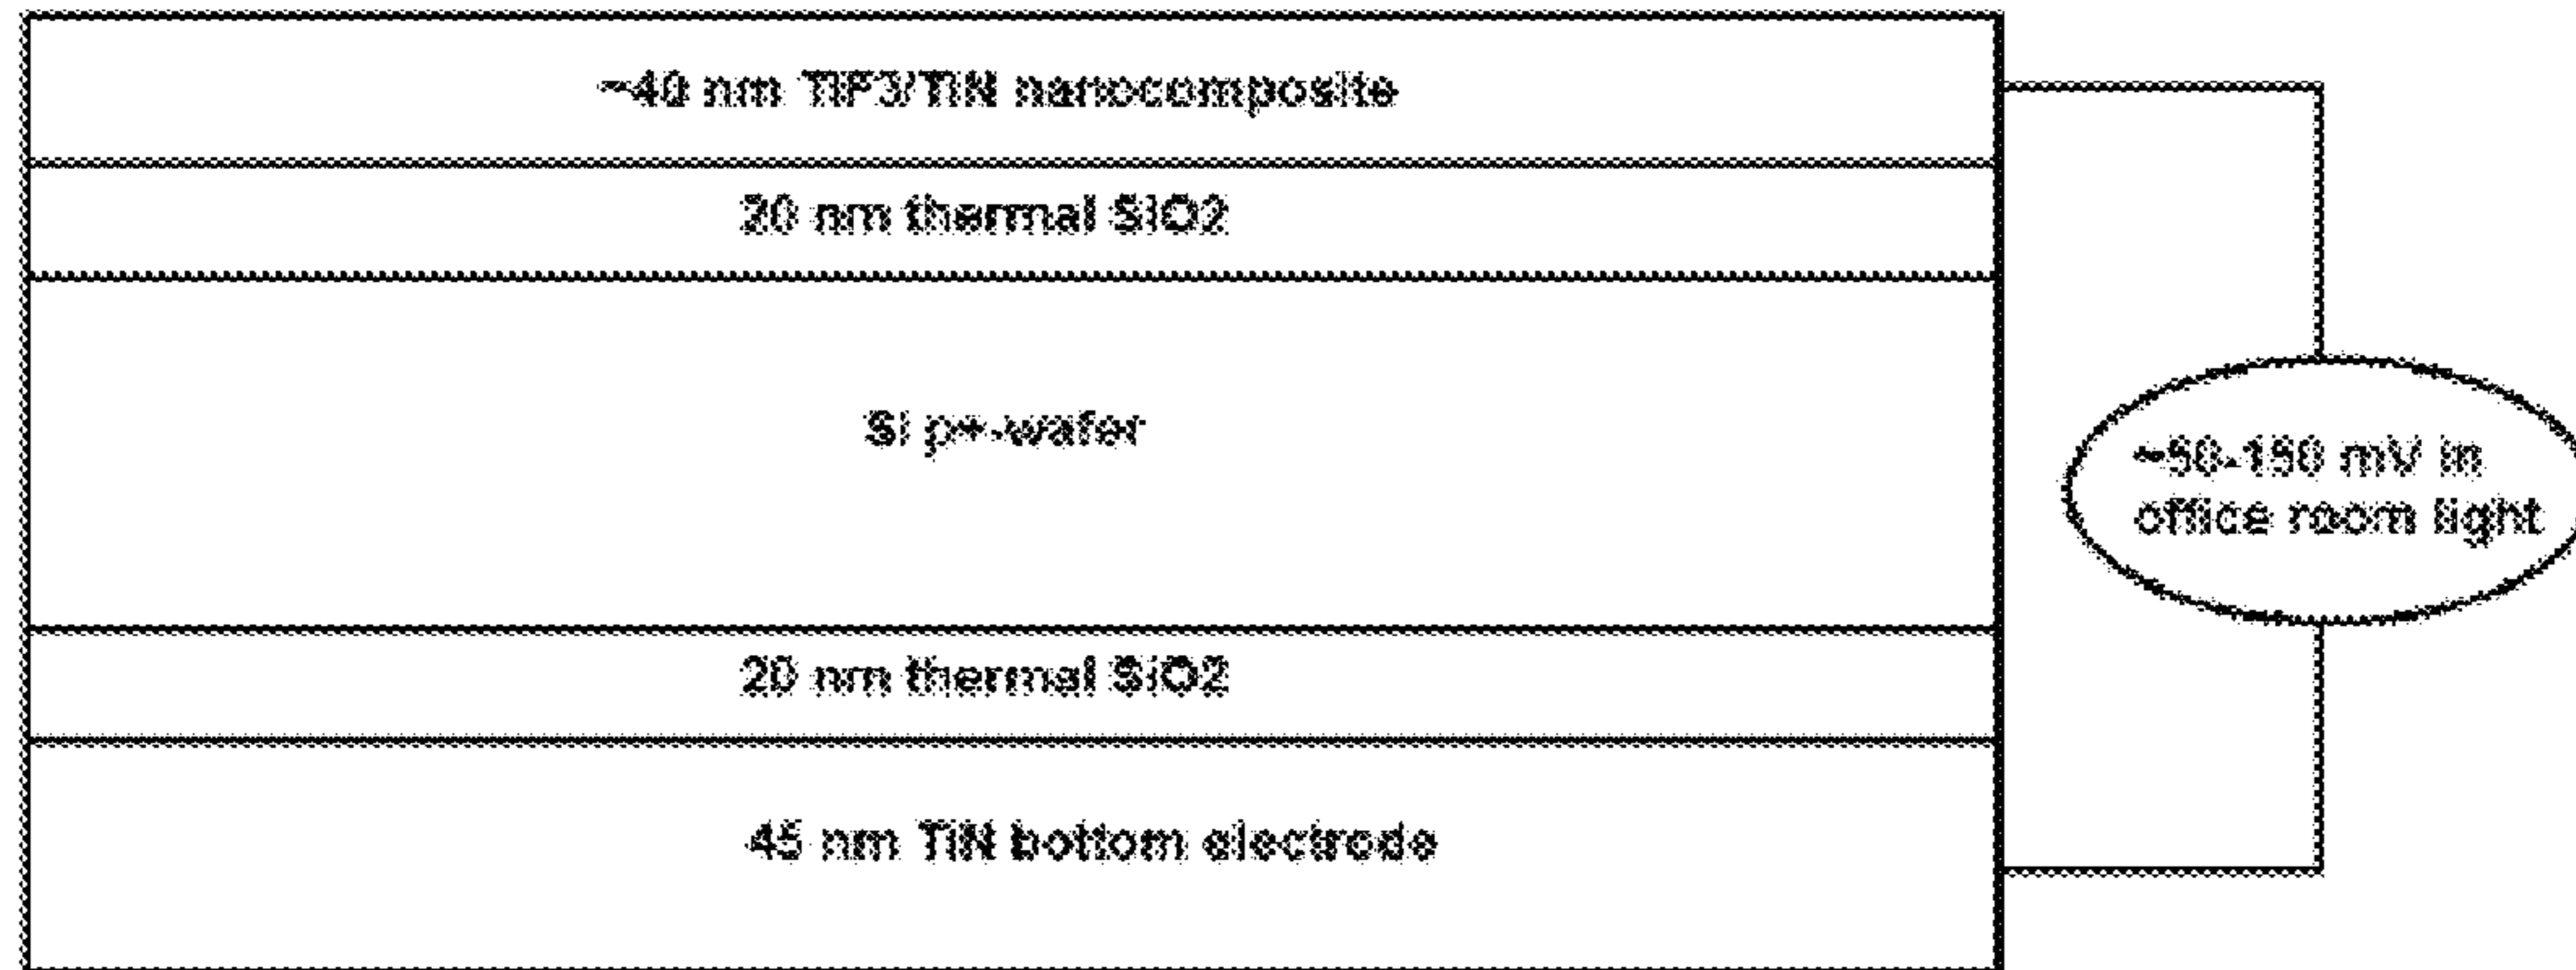 ~40 nm TiF3/TiN nanocomposite
20 nm thermal SiO2
Si p+-wafer
~50-150 mV in
office room light
20 nm thermal SiO2
45 nm TiN bottom electrode